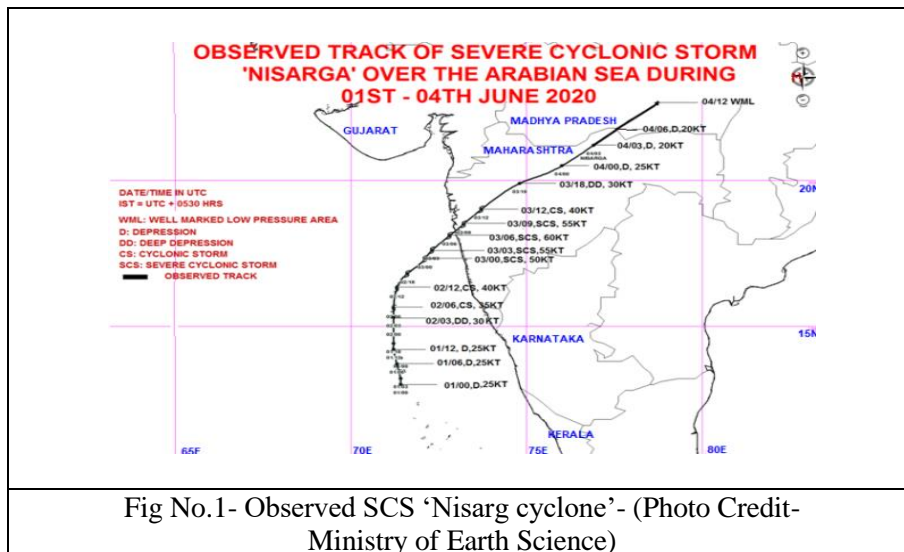 OBSERVED TRACK OF SEVERE CYCLONIC STORM
'NISARGA' OVER THE ARABIAN SEA DURING
01ST - 04TH JUNE 2020
04/12 WML
MADHYA PRADESH
GUJARAT
04/06,D,20KT
MAHARASHTRA
04/03, D, 20KT
NISARGA
04/00,D, 25KT
20N
03/18,DD, 30KT
DATE/TIME IN UTC
IST = UTC + 0530 HRS
WML: WELL MARKED LOW PRESSURE AREA
D: DEPRESSION
DD: DEEP DEPRESSION
CS: CYCLONIC STORM
SCS: SEVERE CYCLONIC STORM
OBSERVED TRACK
03/12,CS, 40KT
03/09,SCS, 55KT
03/06,SCS, 60KT
03/03,SCS,55KT
03/00,SCS, 50KT
02/12,CS, 40KT
02/06,CS, 35KT
02/03,DD, 30KT
15N
KARNATAKA
01/12, D,25KT
01/06,D,25KT
01/00,D,25KT
KERALA
65E
70E
75E
80E
Fig No.1- Observed SCS ‘Nisarg cyclone’- (Photo Credit-
Ministry of Earth Science)